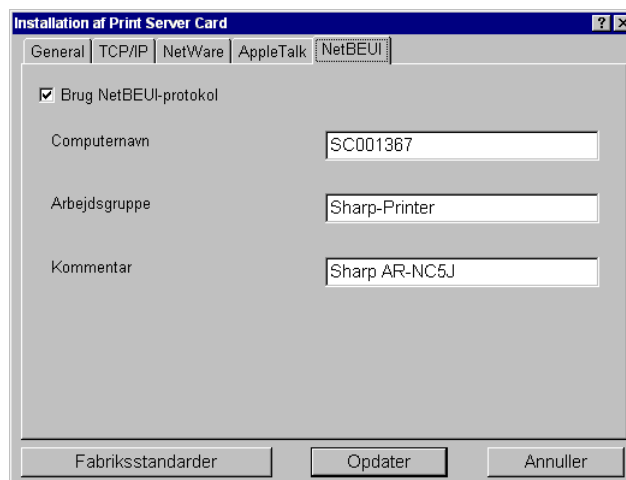 Installation af Print Server Card
General TCP/IP NetWare AppleTalk NetBEUI
Brug NetBEUI-protokol
Computernavn SC001367
Arbejdsgruppe Sharp-Printer
Kommentar Sharp AR-NC5J
Fabriksstandarder Opdater Annuller